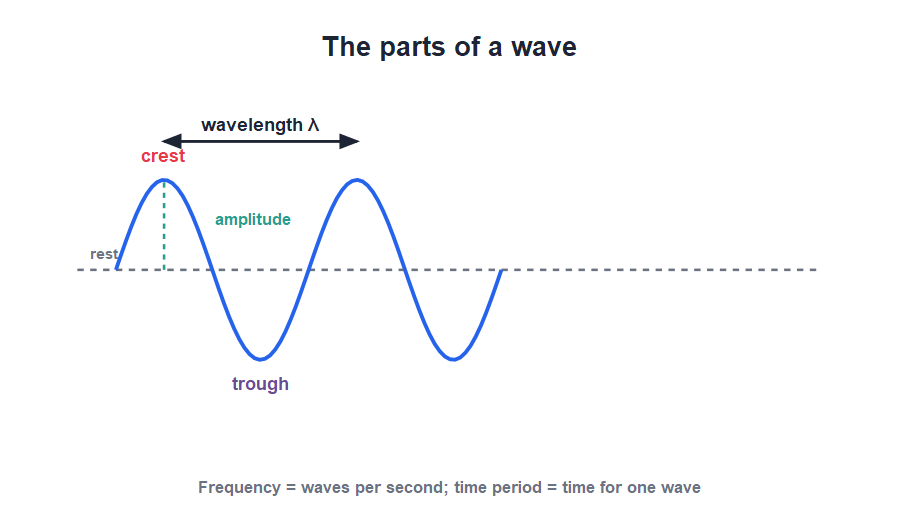 The parts of a wave
wavelength λ
crest
amplitude
rest
trough
Frequency = waves per second; time period = time for one wave